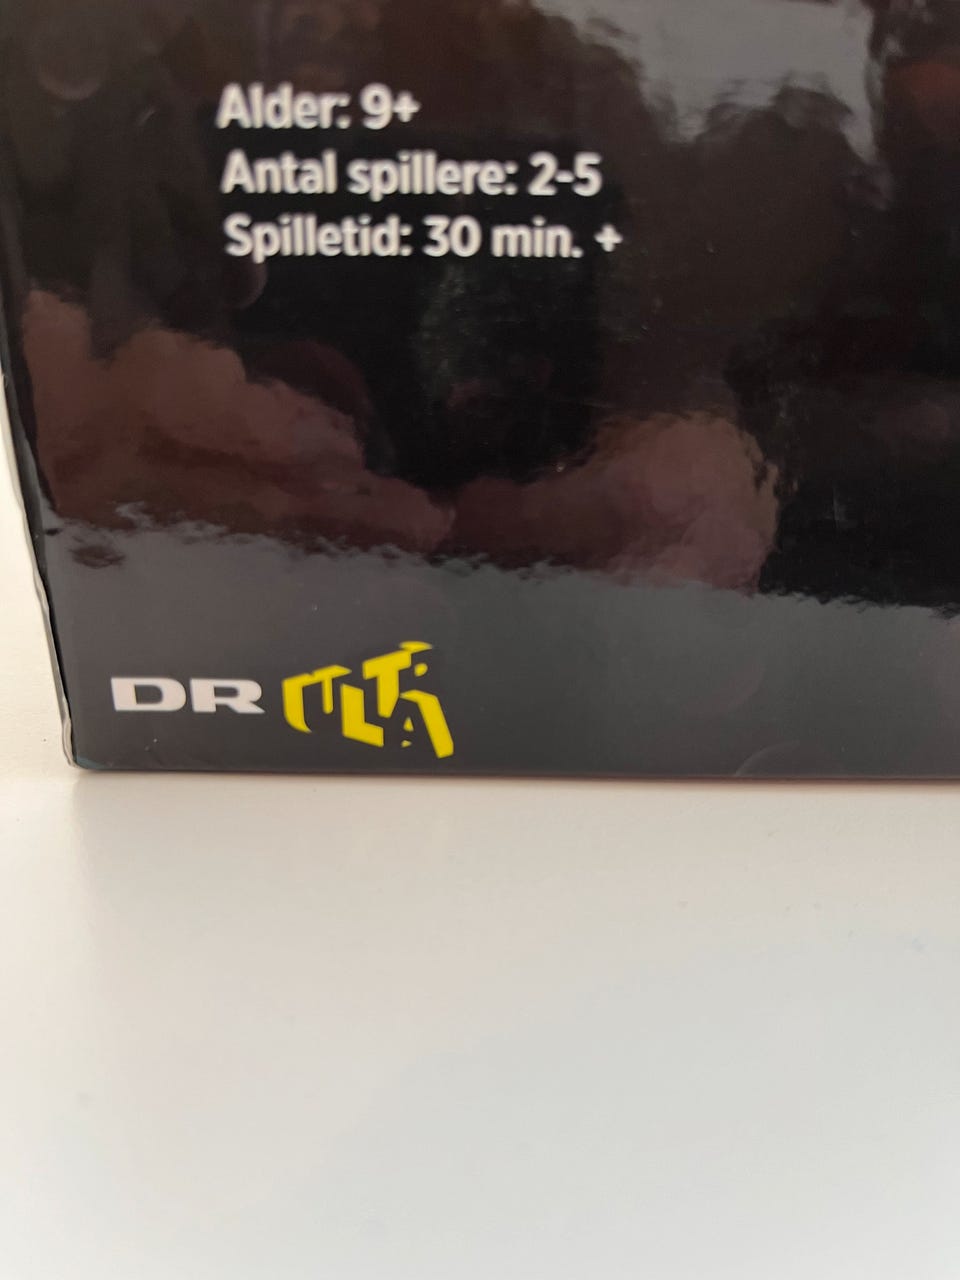 Alder: 9+
Antal spillere: 2-5
Spilletid: 30 min. +
DR ULTRA